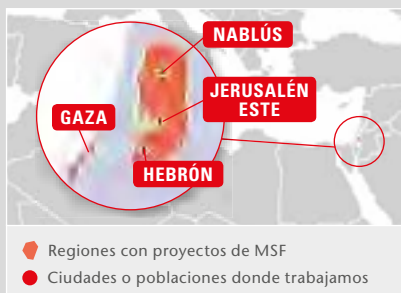 NABLÚS
JERUSALÉN
ESTE
GAZA
HEBRÓN
Regiones con proyectos de MSF
Ciudades o poblaciones donde trabajamos